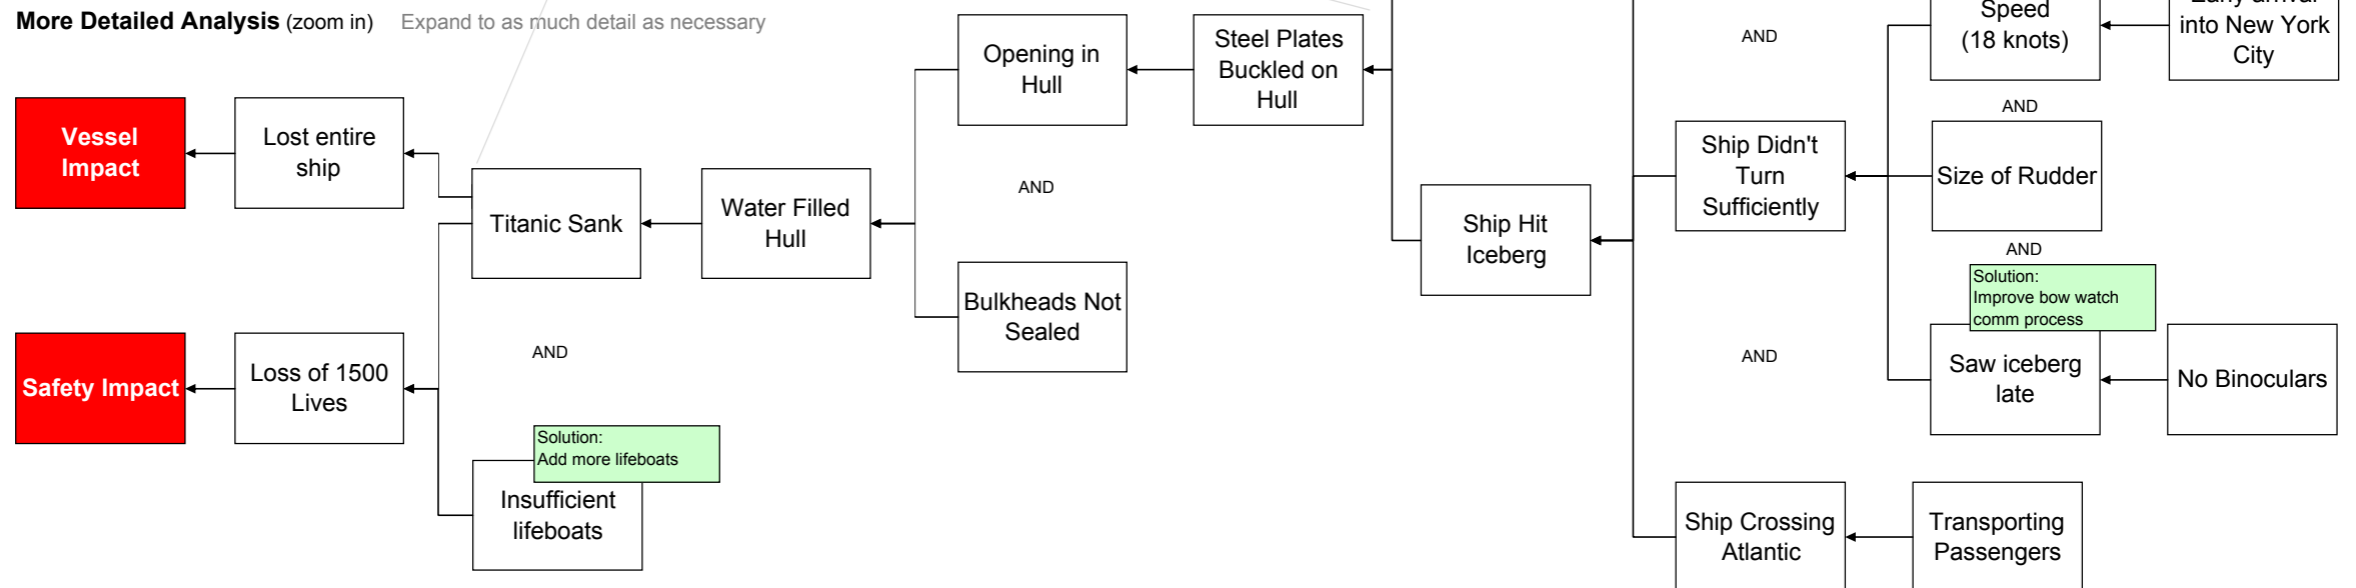 More Detailed Analysis (zoom in) Expand to as much detail as necessary
Vessel
Impact
Lost entire
ship
Titanic Sank
Water Filled
Hull
Opening in
Hull
Steel Plates
Buckled on
Hull
AND
Bulkheads Not
Sealed
Safety Impact
Loss of 1500
Lives
AND
Solution:
Add more lifeboats
Insufficient
lifeboats
Ship Hit
Iceberg
AND
Ship Didn't
Turn
Sufficiently
AND
Ship Crossing
Atlantic
Transporting
Passengers
Speed
(18 knots)
Early arrival
into New York
City
AND
Size of Rudder
AND
Solution:
Improve bow watch
comm process
Saw iceberg
late
No Binoculars